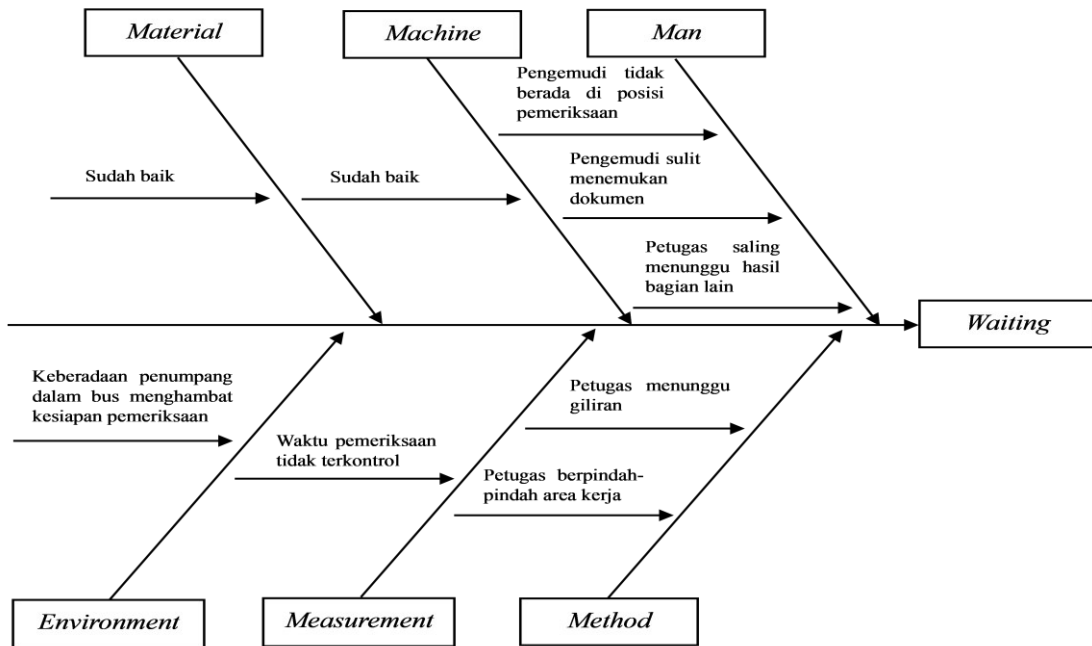 Material
Machine
Man
Pengemudi tidak
berada di posisi
pemeriksaan
Sudah baik
Sudah baik
Pengemudi sulit
menemukan
dokumen
Petugas saling
menunggu hasil
bagian lain
Waiting
Keberadaan penumpang
dalam bus menghambat
kesiapan pemeriksaan
Waktu pemeriksaan
tidak terkontrol
Petugas menunggu
giliran
Petugas berpindah-
pindah area kerja
Environment
Measurement
Method